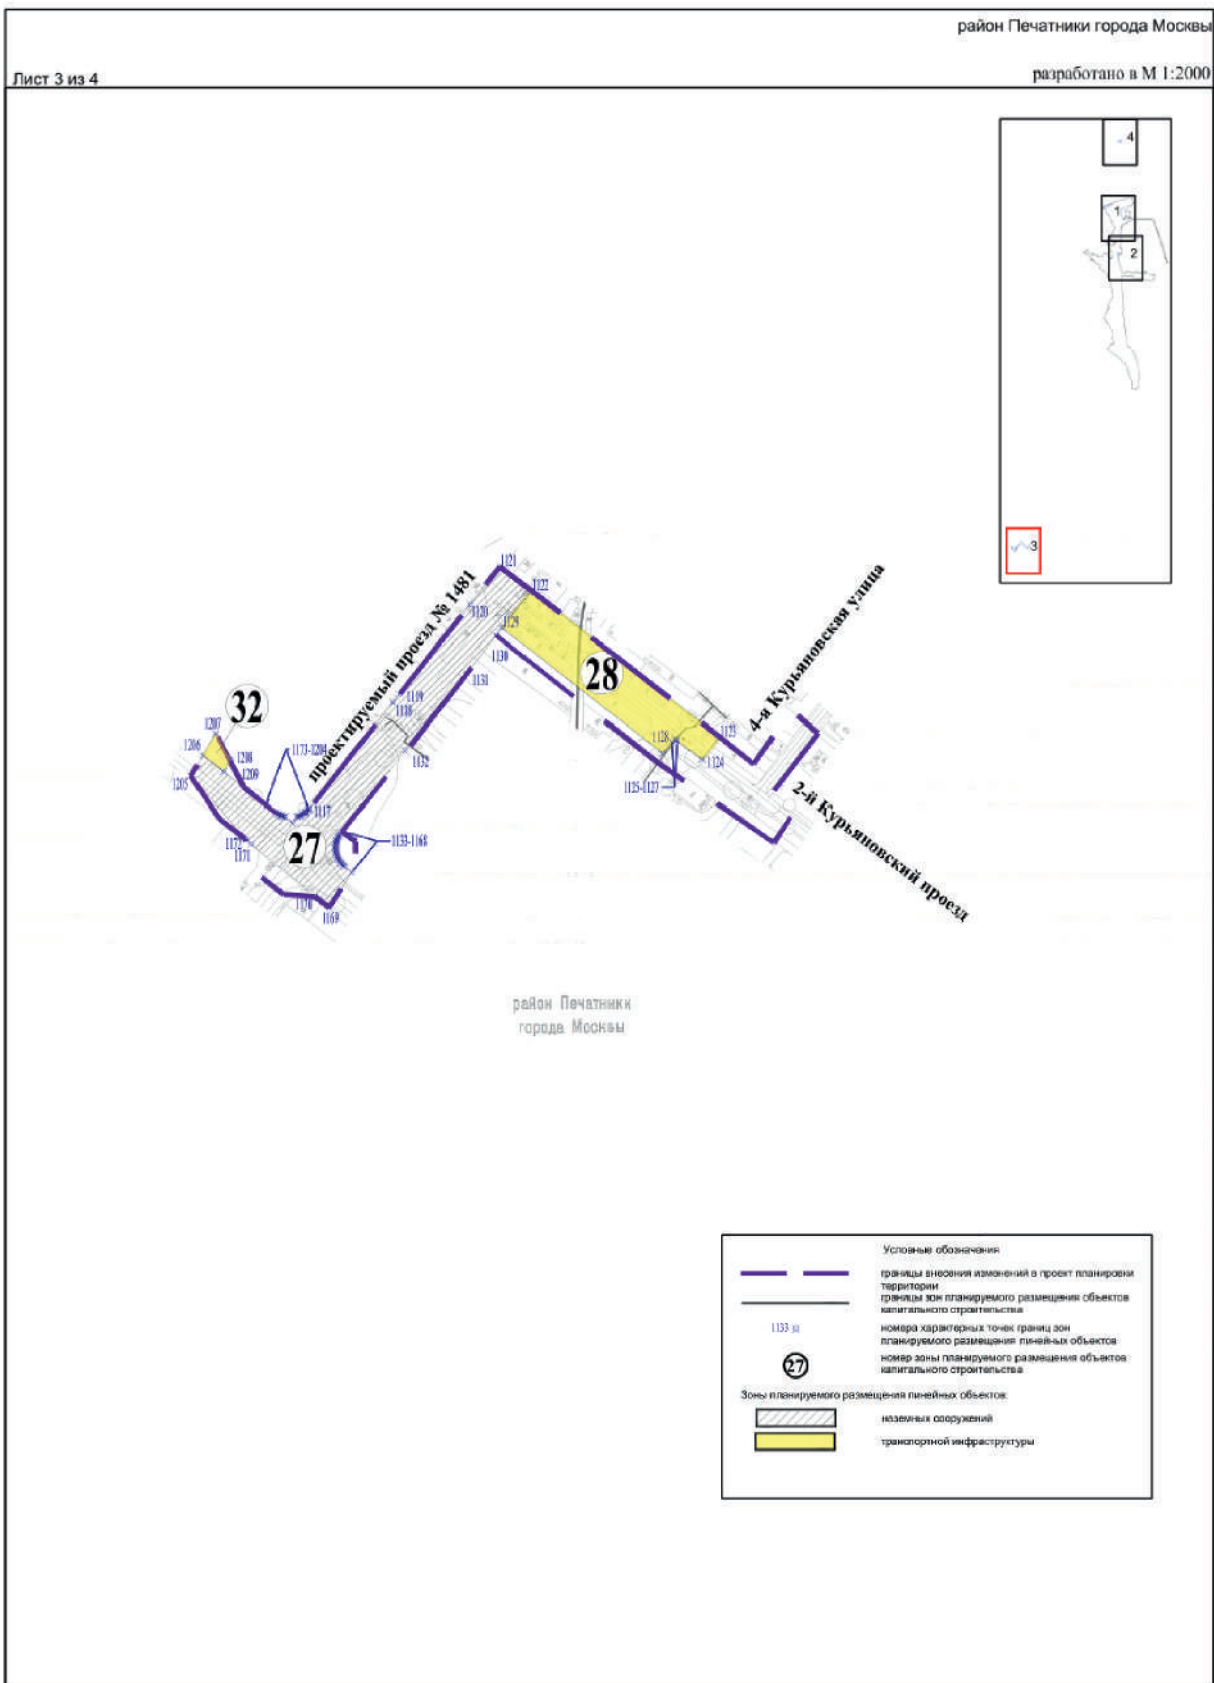 район Печатники города Москвы
Лист 3 из 4
разработано в М 1:2000
4
1
2
3
1121
1122
1120
1129
1130
1131
28
4-я Курьяновская улица
проектируемый проезд № 1481
1119
1118
32
1207
1206
1208
1209
1205
1173-1204
1132
1123
1128
1124
1125-1127
2-й Курьяновский проезд
1117
27
1133-1168
1172
1171
1170
1169
район Печатники
города Москвы
Условные обозначения
границы внесения изменений в проект планировки
территории
границы зон планируемого размещения объектов
капитального строительства
1133
номера характерных точек границ зон
планируемого размещения линейных объектов
27
номер зоны планируемого размещения объектов
капитального строительства
Зоны планируемого размещения линейных объектов:
наземных сооружений
транспортной инфраструктуры